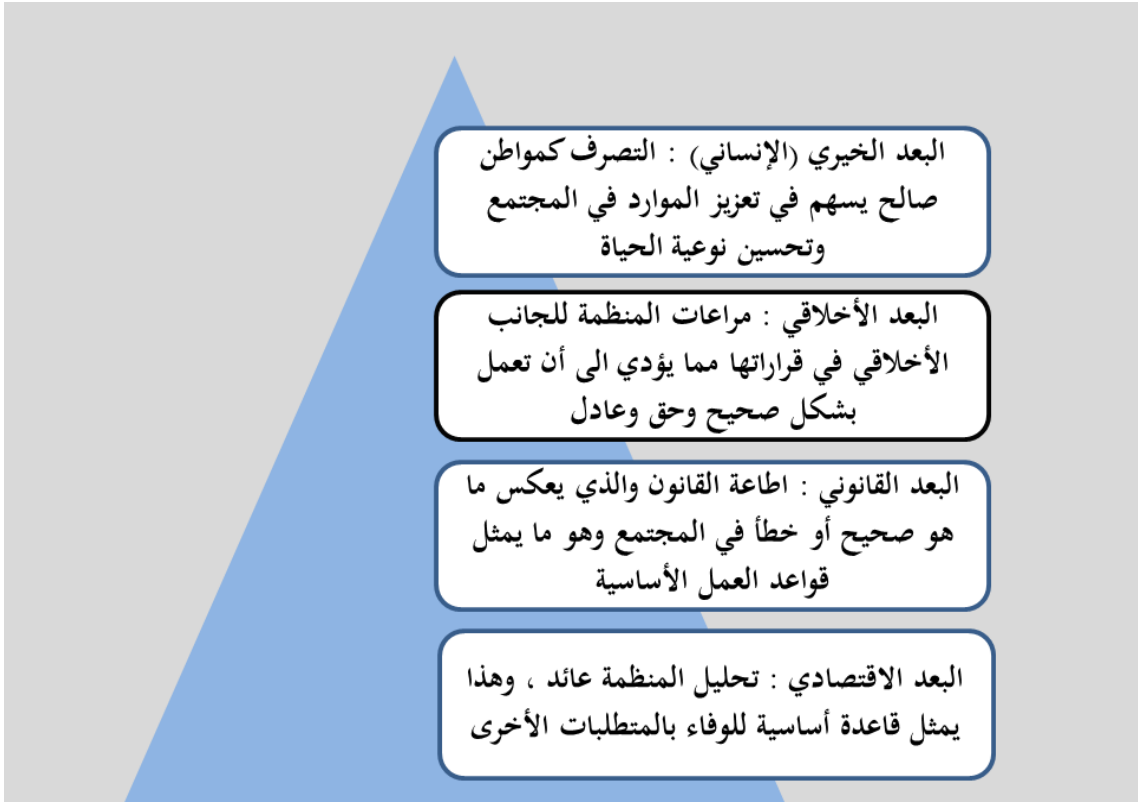 البعد الخيري (الإنساني) : التصرف كمواطن
صالح يسهم في تعزيز الموارد في المجتمع
وتحسين نوعية الحياة
البعد الأخلاقي : مراعات المنظمة للجانب
الأخلاقي في قراراتها مما يؤدي الى أن تعمل
بشكل صحيح وحق وعادل
البعد القانوني : اطاعة القانون والذي يعكس ما
هو صحيح أو خطأ في المجتمع وهو ما يمثل
قواعد العمل الأساسية
البعد الاقتصادي : تحليل المنظمة عائد ، وهذا
يمثل قاعدة أساسية للوفاء بالمتطلبات الأخرى